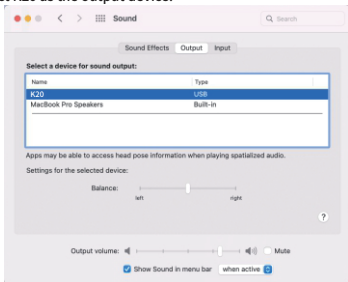 Sound
Search
Sound Effects Output Input
Select a device for sound output:
Name Type
K20 USB
MacBook Pro Speakers Built-in
Apps may be able to access head pose information when playing spatialized audio.
Settings for the selected device:
Balance:
left right
?
Output volume: Mute
Show Sound in menu bar when active